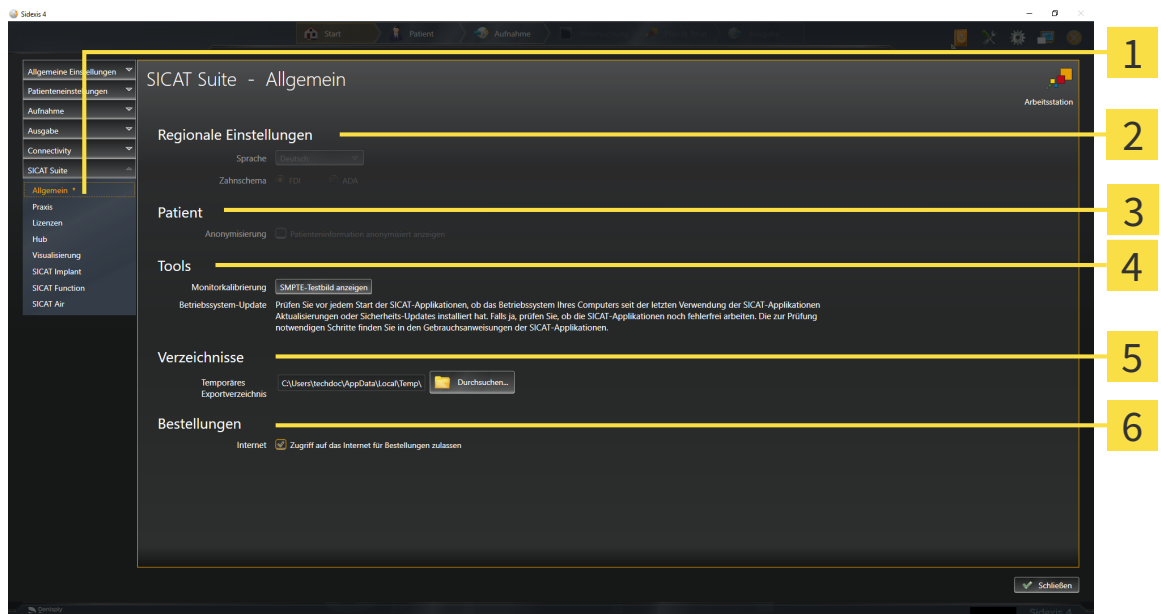 Sidexis 4
Start
Patient
Aufnahme
1
Allgemeine Einstellungen
Patienteneinstellungen
Aufnahme
Ausgabe
Connectivity
SICAT Suite
Allgemein *
Praxis
Lizenzen
Hub
Visualisierung
SICAT Implant
SICAT Function
SICAT Air
SICAT Suite - Allgemein
Arbeitsstation
Regionale Einstellungen
2
Sprache Deutsch
Zahnschema FDI ADA
Patient
3
Anonymisierung Patienteninformation anonymisiert anzeigen
Tools
4
Monitorkalibrierung SMPTE-Testbild anzeigen
Betriebssystem-Update Prüfen Sie vor jedem Start der SICAT-Applikationen, ob das Betriebssystem Ihres Computers seit der letzten Verwendung der SICAT-Applikationen
Aktualisierungen oder Sicherheits-Updates installiert hat. Falls ja, prüfen Sie, ob die SICAT-Applikationen noch fehlerfrei arbeiten. Die zur Prüfung
notwendigen Schritte finden Sie in den Gebrauchsanweisungen der SICAT-Applikationen.
Verzeichnisse
5
Temporäres
Exportverzeichnis
C:\Users\techdoc\AppData\Local\Temp\ Durchsuchen...
Bestellungen
6
Internet Zugriff auf das Internet für Bestellungen zulassen
Schließen
Dentsply
Sidexis 4